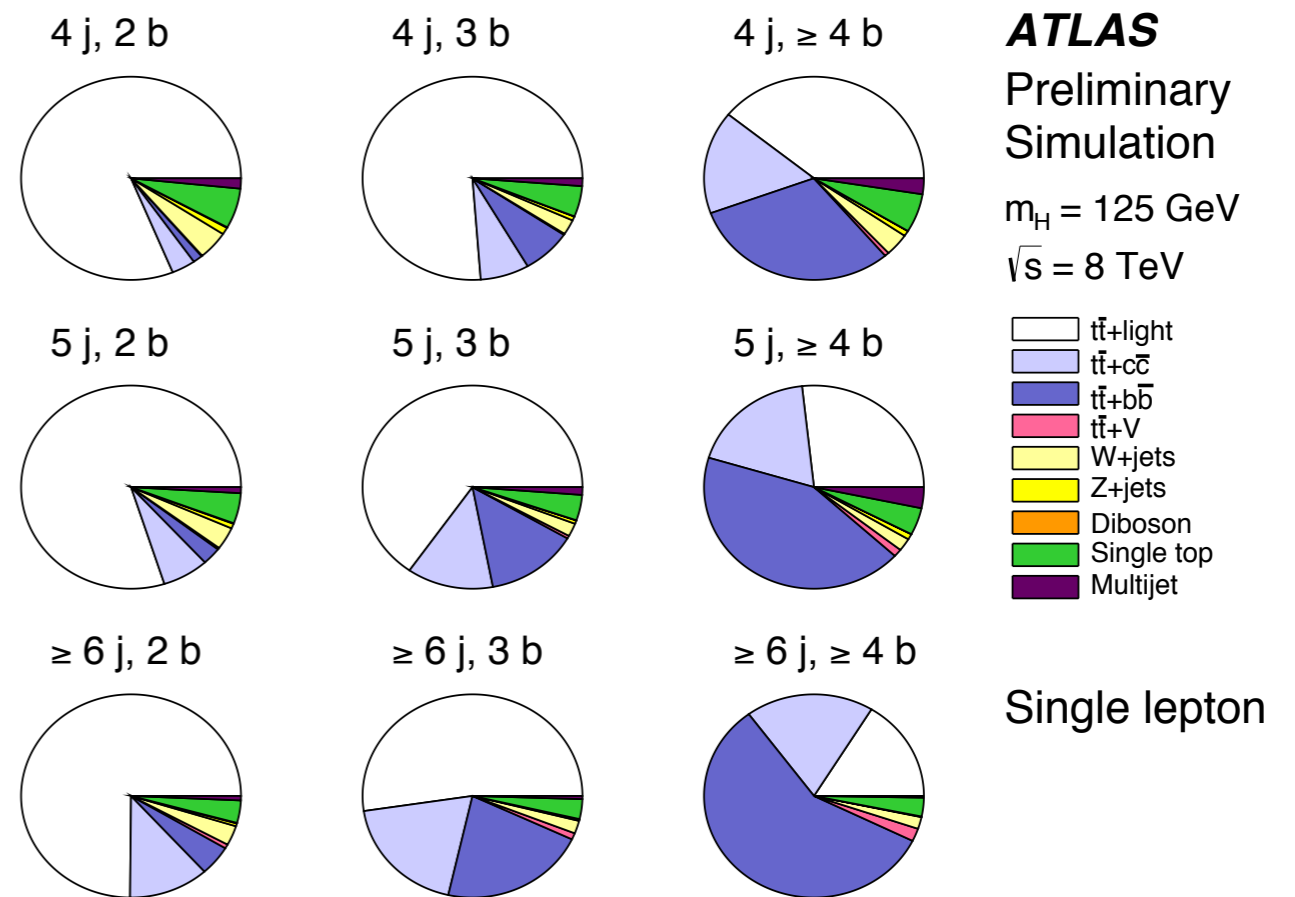 4 j, 2 b
4 j, 3 b
4 j, ≥ 4 b
ATLAS
Preliminary
Simulation
m_H = 125 GeV
√s = 8 TeV
5 j, 2 b
5 j, 3 b
5 j, ≥ 4 b
tt̄+light
tt̄+cc̄
tt̄+bb̄
tt̄+V
W+jets
Z+jets
Diboson
Single top
Multijet
≥ 6 j, 2 b
≥ 6 j, 3 b
≥ 6 j, ≥ 4 b
Single lepton